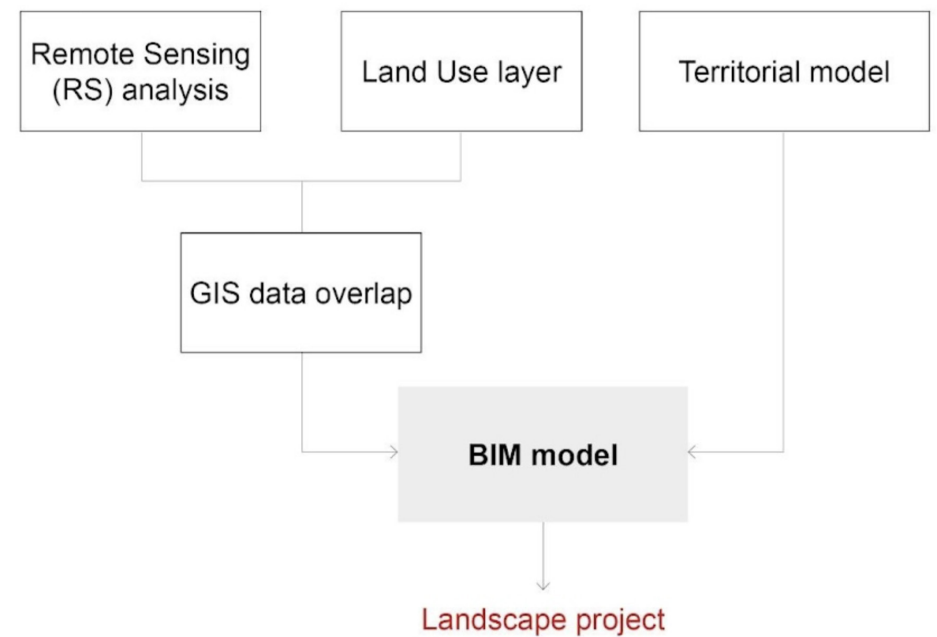 Remote Sensing
(RS) analysis
Land Use layer
Territorial model
GIS data overlap
BIM model
Landscape project